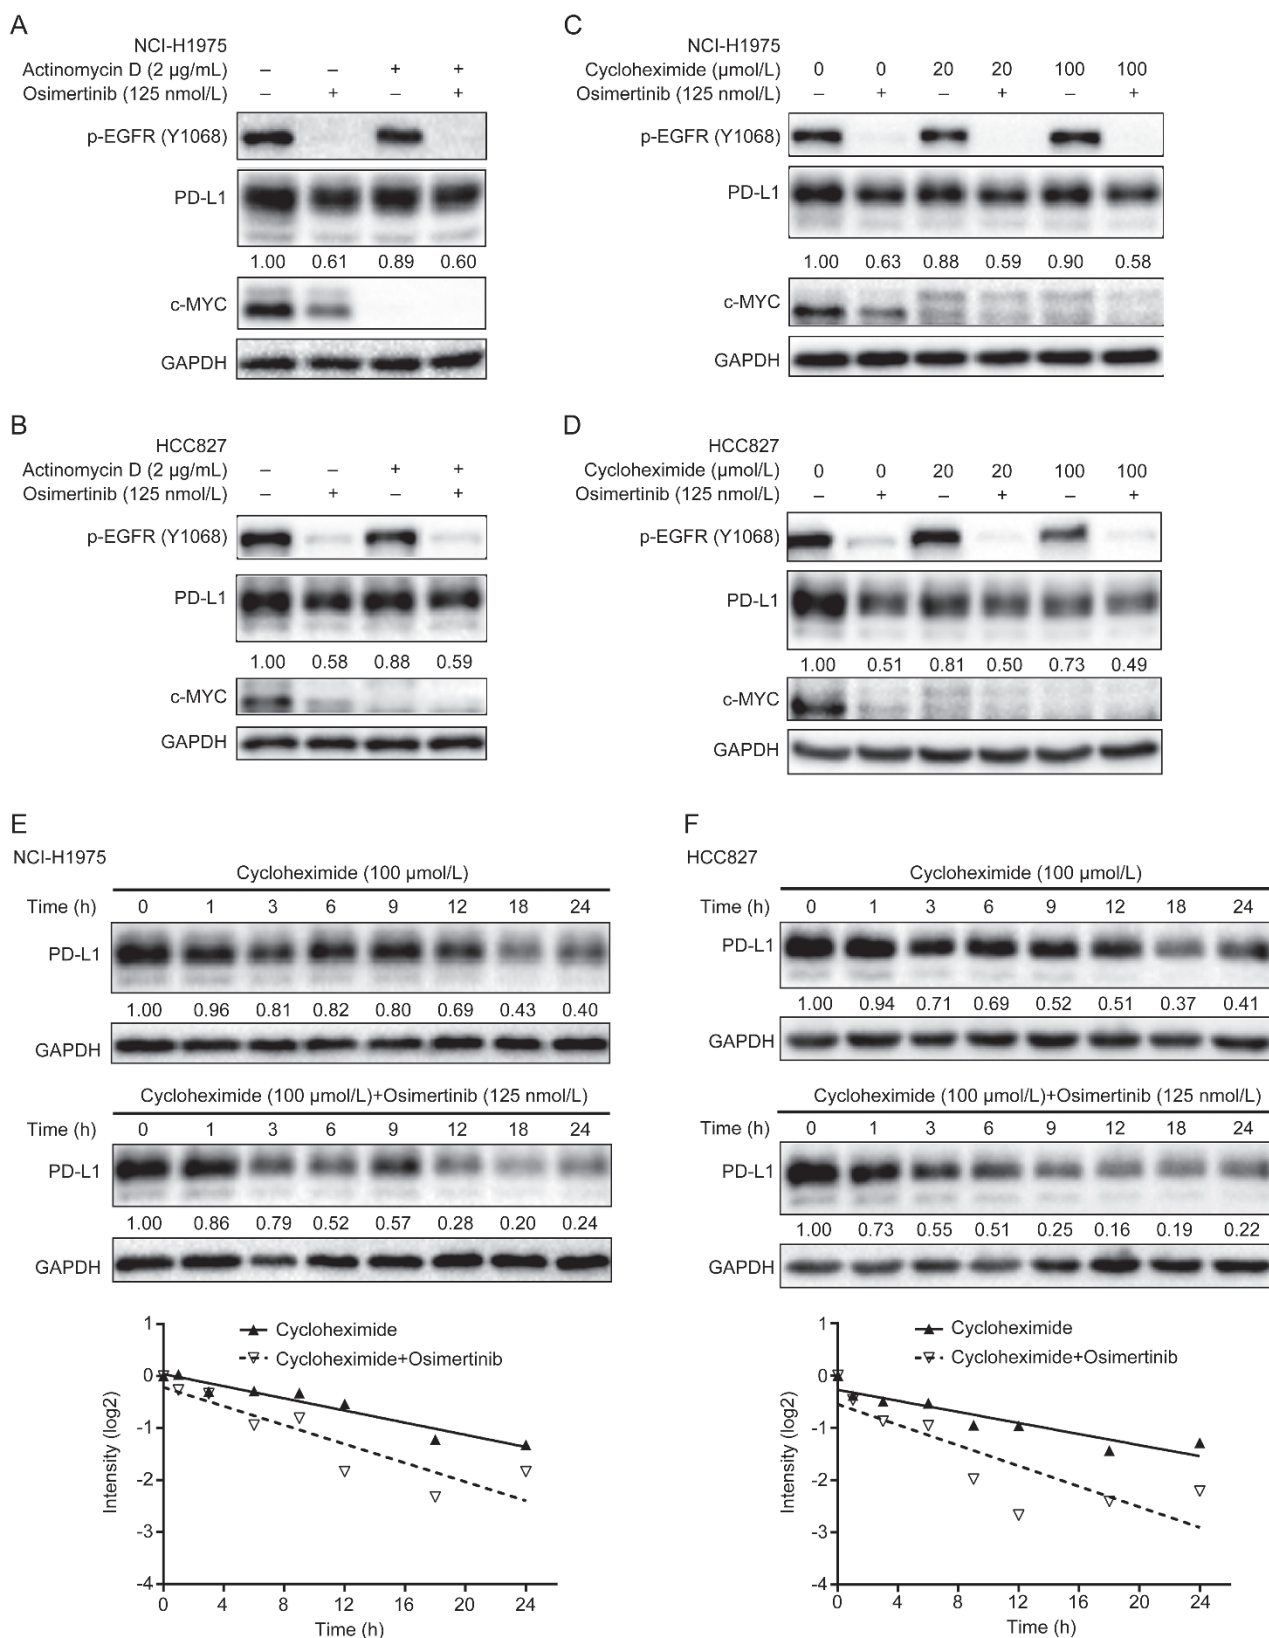 A
NCI-H1975
Actinomycin D (2 µg/mL) – – + +
Osimertinib (125 nmol/L) – + – +
p-EGFR (Y1068)
PD-L1
1.00 0.61 0.89 0.60
c-MYC
GAPDH
B
HCC827
Actinomycin D (2 µg/mL) – – + +
Osimertinib (125 nmol/L) – + – +
p-EGFR (Y1068)
PD-L1
1.00 0.58 0.88 0.59
c-MYC
GAPDH
C
NCI-H1975
Cycloheximide (µmol/L) 0 0 20 20 100 100
Osimertinib (125 nmol/L) – + – + – +
p-EGFR (Y1068)
PD-L1
1.00 0.63 0.88 0.59 0.90 0.58
c-MYC
GAPDH
D
HCC827
Cycloheximide (µmol/L) 0 0 20 20 100 100
Osimertinib (125 nmol/L) – + – + – +
p-EGFR (Y1068)
PD-L1
1.00 0.51 0.81 0.50 0.73 0.49
c-MYC
GAPDH
E
NCI-H1975
Cycloheximide (100 µmol/L)
Time (h) 0 1 3 6 9 12 18 24
PD-L1
1.00 0.96 0.81 0.82 0.80 0.69 0.43 0.40
GAPDH
Cycloheximide (100 µmol/L)+Osimertinib (125 nmol/L)
Time (h) 0 1 3 6 9 12 18 24
PD-L1
1.00 0.86 0.79 0.52 0.57 0.28 0.20 0.24
GAPDH
Cycloheximide
Cycloheximide+Osimertinib
Intensity (log2)
1
0
-1
-2
-3
-4
0 4 8 12 16 20 24
Time (h)
F
HCC827
Cycloheximide (100 µmol/L)
Time (h) 0 1 3 6 9 12 18 24
PD-L1
1.00 0.94 0.71 0.69 0.52 0.51 0.37 0.41
GAPDH
Cycloheximide (100 µmol/L)+Osimertinib (125 nmol/L)
Time (h) 0 1 3 6 9 12 18 24
PD-L1
1.00 0.73 0.55 0.51 0.25 0.16 0.19 0.22
GAPDH
Cycloheximide
Cycloheximide+Osimertinib
Intensity (log2)
1
0
-1
-2
-3
-4
0 4 8 12 16 20 24
Time (h)